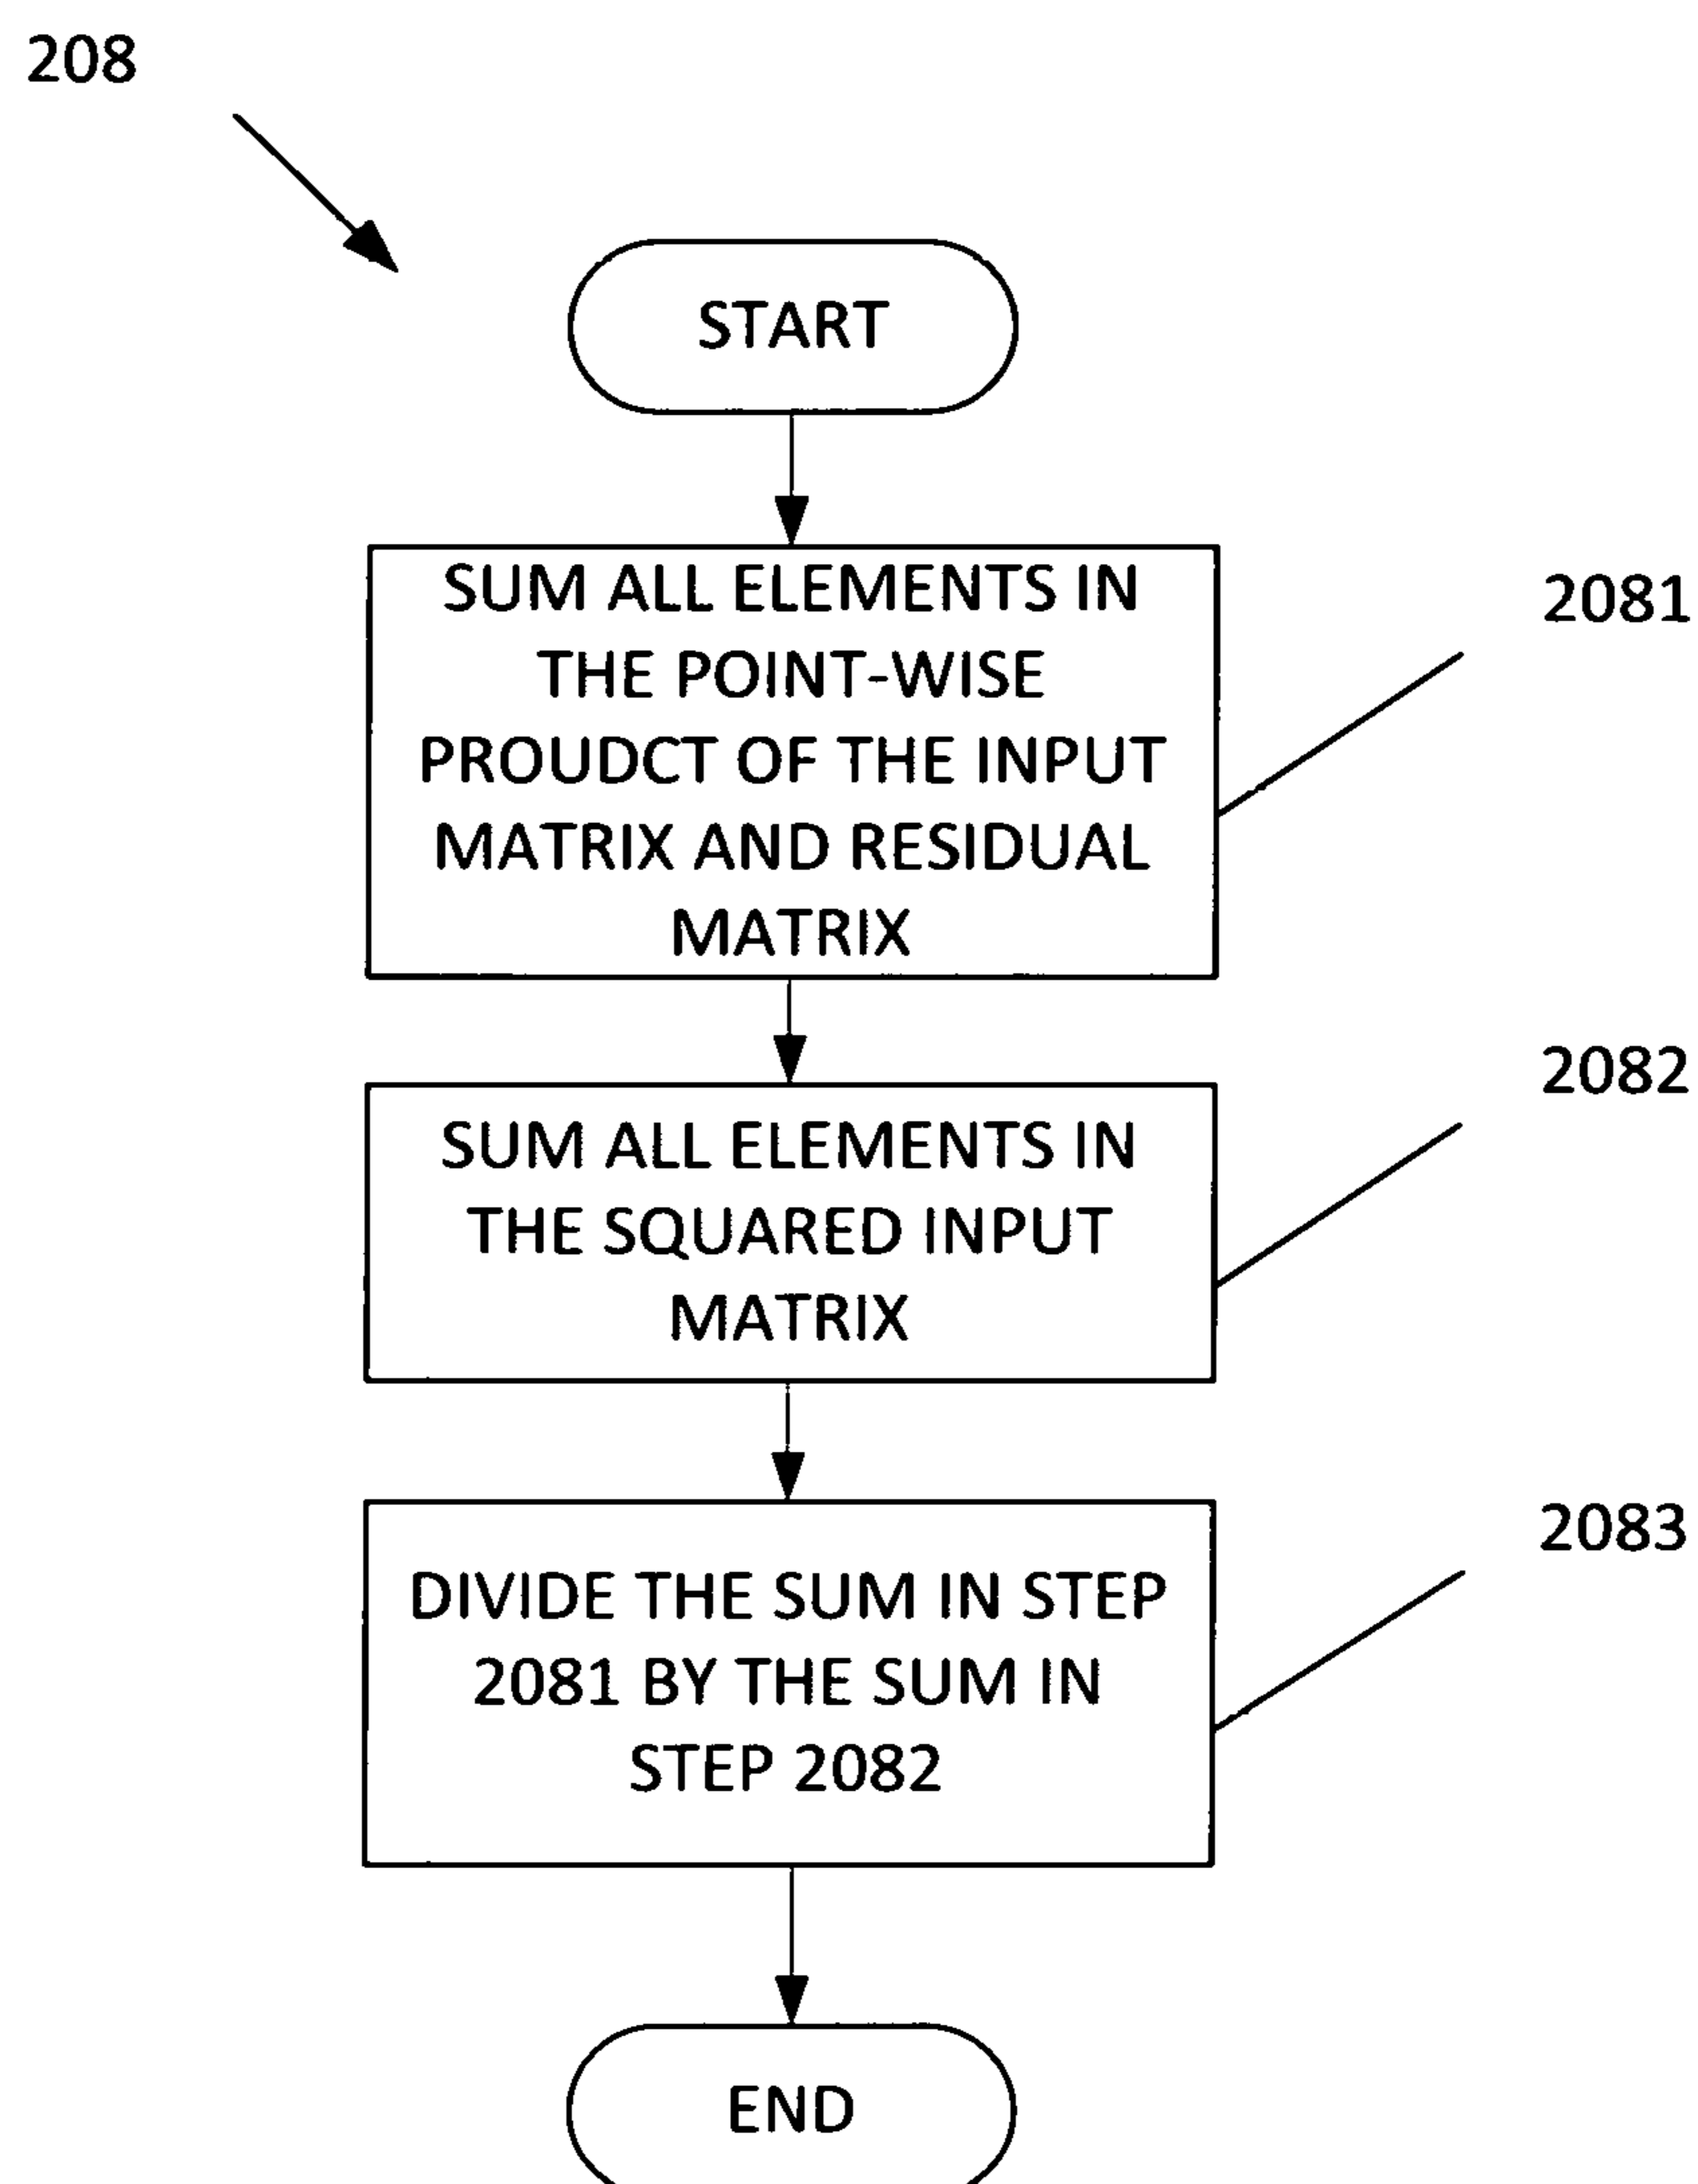 208
START
SUM ALL ELEMENTS IN
THE POINT-WISE
PROUDCT OF THE INPUT
MATRIX AND RESIDUAL
MATRIX
2081
SUM ALL ELEMENTS IN
THE SQUARED INPUT
MATRIX
2082
DIVIDE THE SUM IN STEP
2081 BY THE SUM IN
STEP 2082
2083
END